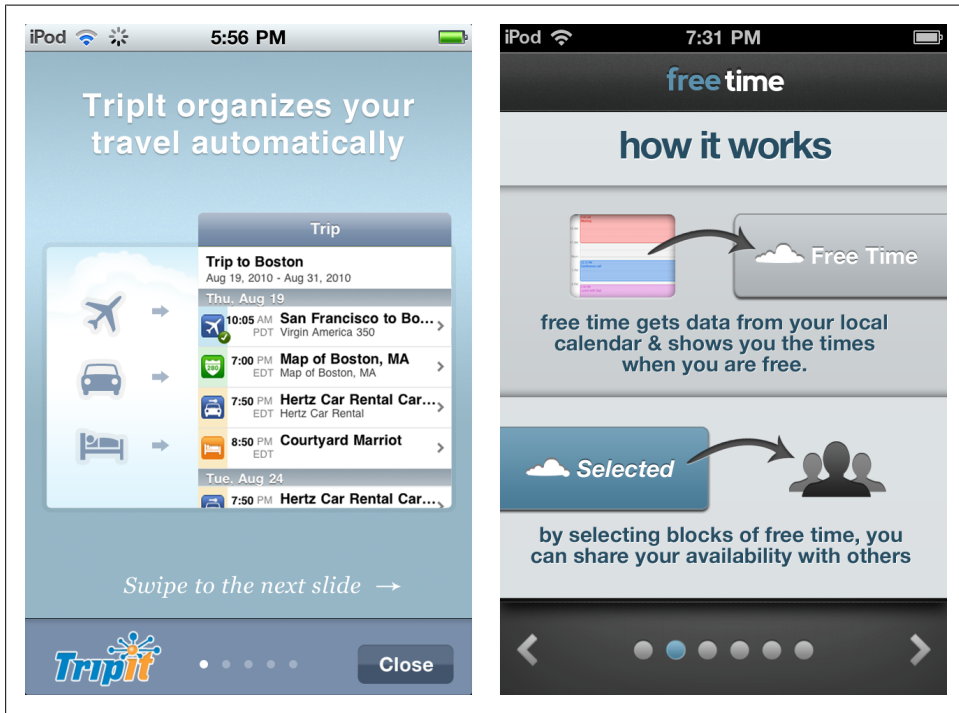 iPod 5:56 PM
TripIt organizes your
travel automatically
Trip
Trip to Boston
Aug 19, 2010 - Aug 31, 2010
Thu, Aug 19
10:05 AM San Francisco to Bo...
PDT Virgin America 350
280
7:00 PM Map of Boston, MA
EDT Map of Boston, MA
7:50 PM Hertz Car Rental Car...
EDT Hertz Car Rental
8:50 PM Courtyard Marriot
EDT
Tue, Aug 24
7:50 PM Hertz Car Rental Car...
Swipe to the next slide →
TripIt
Close
iPod 7:31 PM
free time
how it works
Free Time
free time gets data from your local
calendar & shows you the times
when you are free.
Selected
by selecting blocks of free time, you
can share your availability with others